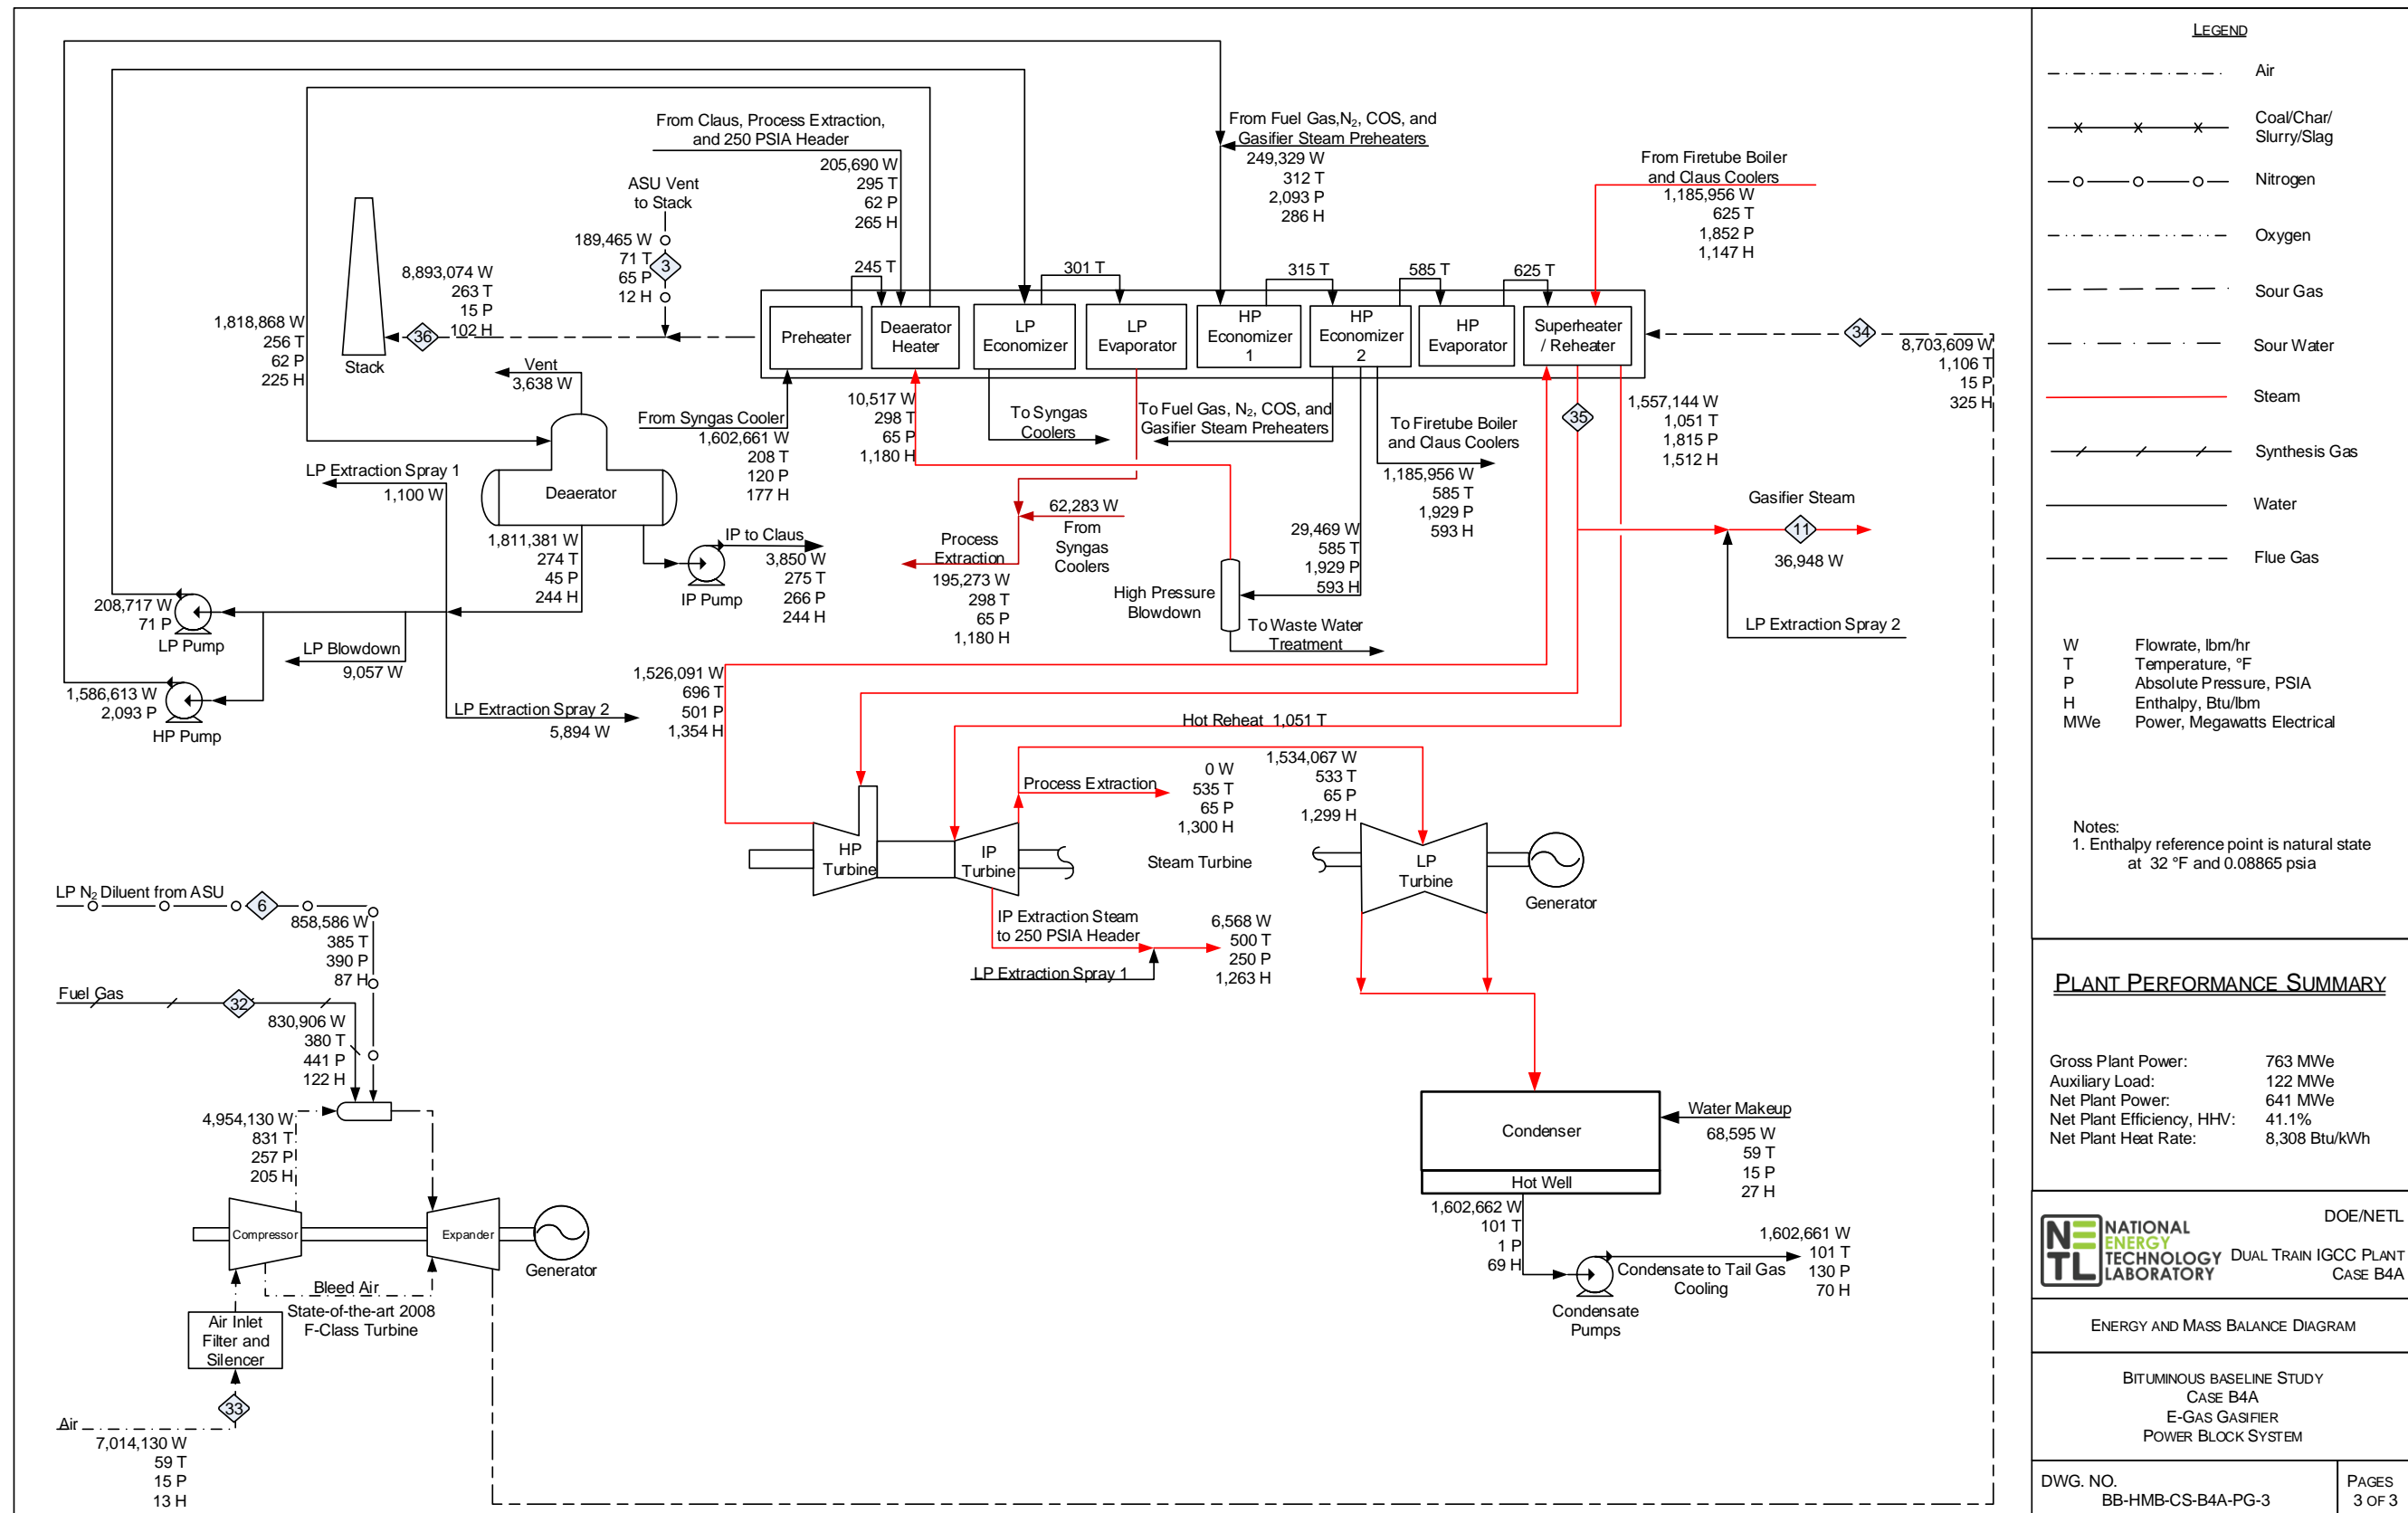 From Claus, Process Extraction,
and 250 PSIA Header
205,690 W
295 T
62 P
265 H
ASU Vent
to Stack
189,465 W
71 T
65 P
12 H
3
8,893,074 W
263 T
15 P
102 H
36
Stack
1,818,868 W
256 T
62 P
225 H
From Fuel Gas,N₂, COS, and
Gasifier Steam Preheaters
249,329 W
312 T
2,093 P
286 H
From Firetube Boiler
and Claus Coolers
1,185,956 W
625 T
1,852 P
1,147 H
245 T
301 T
315 T
585 T
625 T
Preheater
Deaerator
Heater
LP
Economizer
LP
Evaporator
HP
Economizer
1
HP
Economizer
2
HP
Evaporator
Superheater
/ Reheater
34
8,703,609 W
1,106 T
15 P
325 H
Vent
3,638 W
From Syngas Cooler
1,602,661 W
208 T
120 P
177 H
10,517 W
298 T
65 P
1,180 H
To Syngas
Coolers
To Fuel Gas, N₂, COS, and
Gasifier Steam Preheaters
To Firetube Boiler
and Claus Coolers
1,185,956 W
585 T
1,929 P
593 H
35
1,557,144 W
1,051 T
1,815 P
1,512 H
LP Extraction Spray 1
1,100 W
Deaerator
1,811,381 W
274 T
45 P
244 H
IP to Claus
3,850 W
275 T
266 P
244 H
IP Pump
62,283 W
From
Syngas
Coolers
Process
Extraction
195,273 W
298 T
65 P
1,180 H
29,469 W
585 T
1,929 P
593 H
High Pressure
Blowdown
To Waste Water
Treatment
Gasifier Steam
11
36,948 W
LP Extraction Spray 2
208,717 W
71 P
LP Pump
LP Blowdown
9,057 W
1,586,613 W
2,093 P
HP Pump
LP Extraction Spray 2
5,894 W
1,526,091 W
696 T
501 P
1,354 H
Hot Reheat 1,051 T
Process Extraction
0 W
535 T
65 P
1,300 H
1,534,067 W
533 T
65 P
1,299 H
HP
Turbine
IP
Turbine
Steam Turbine
LP
Turbine
Generator
IP Extraction Steam
to 250 PSIA Header
6,568 W
500 T
250 P
1,263 H
LP Extraction Spray 1
LP N₂ Diluent from ASU
6
858,586 W
385 T
390 P
87 H
Fuel Gas
32
830,906 W
380 T
441 P
122 H
4,954,130 W
831 T
257 P
205 H
Compressor
Expander
Generator
Bleed Air
State-of-the-art 2008
F-Class Turbine
Air Inlet
Filter and
Silencer
33
Air
7,014,130 W
59 T
15 P
13 H
Condenser
Hot Well
Water Makeup
68,595 W
59 T
15 P
27 H
1,602,662 W
101 T
1 P
69 H
Condensate to Tail Gas
Cooling
1,602,661 W
101 T
130 P
70 H
Condensate
Pumps
LEGEND
Air
Coal/Char/
Slurry/Slag
Nitrogen
Oxygen
Sour Gas
Sour Water
Steam
Synthesis Gas
Water
Flue Gas
W Flowrate, lbm/hr
T Temperature, °F
P Absolute Pressure, PSIA
H Enthalpy, Btu/lbm
MWe Power, Megawatts Electrical
Notes:
1. Enthalpy reference point is natural state
at 32 °F and 0.08865 psia
PLANT PERFORMANCE SUMMARY
Gross Plant Power: 763 MWe
Auxiliary Load: 122 MWe
Net Plant Power: 641 MWe
Net Plant Efficiency, HHV: 41.1%
Net Plant Heat Rate: 8,308 Btu/kWh
NETL
NATIONAL
ENERGY
TECHNOLOGY
LABORATORY
DOE/NETL
DUAL TRAIN IGCC PLANT
CASE B4A
ENERGY AND MASS BALANCE DIAGRAM
BITUMINOUS BASELINE STUDY
CASE B4A
E-GAS GASIFIER
POWER BLOCK SYSTEM
DWG. NO.
BB-HMB-CS-B4A-PG-3
PAGES
3 OF 3